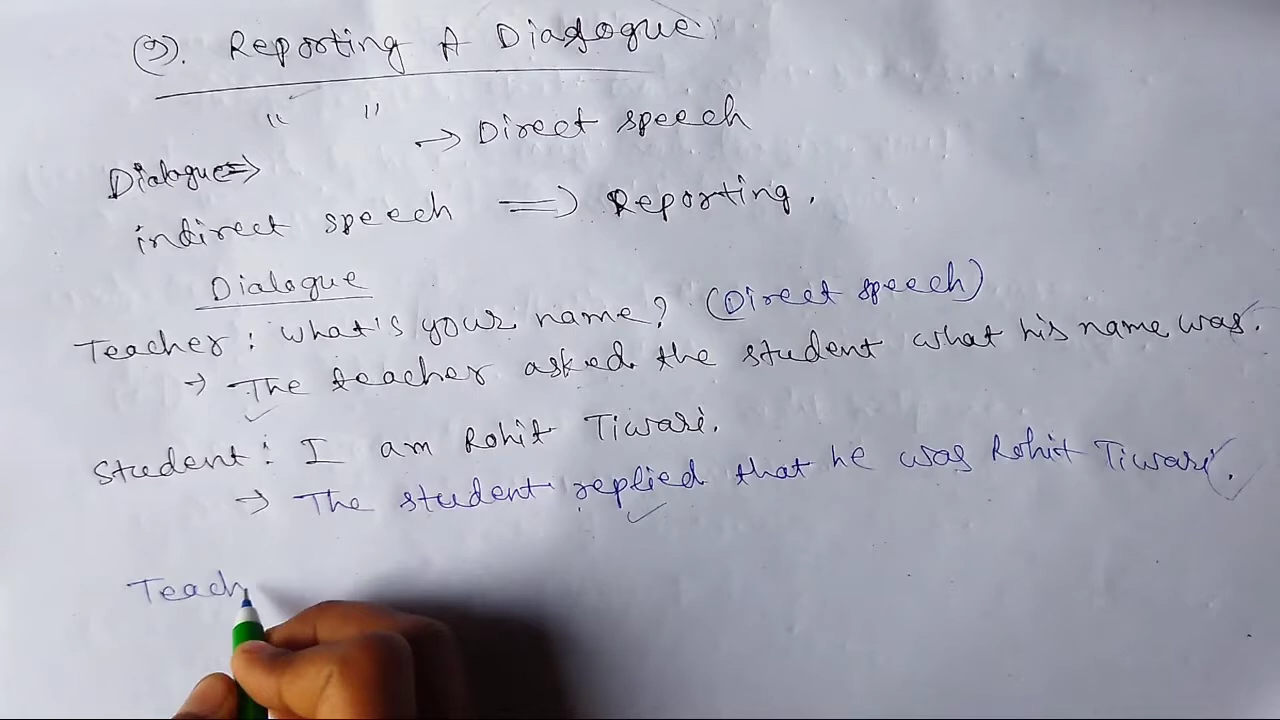 (9). Reporting A Dialogue:
" "
→ Direct speech
Dialogue⇒
indirect speech ⇒ Reporting.
Dialogue
Teacher: What's your name? (Direct speech)
→ The teacher asked the student what his name was.
Student: I am Rohit Tiwari.
→ The student replied that he was Rohit Tiwari.
Teach